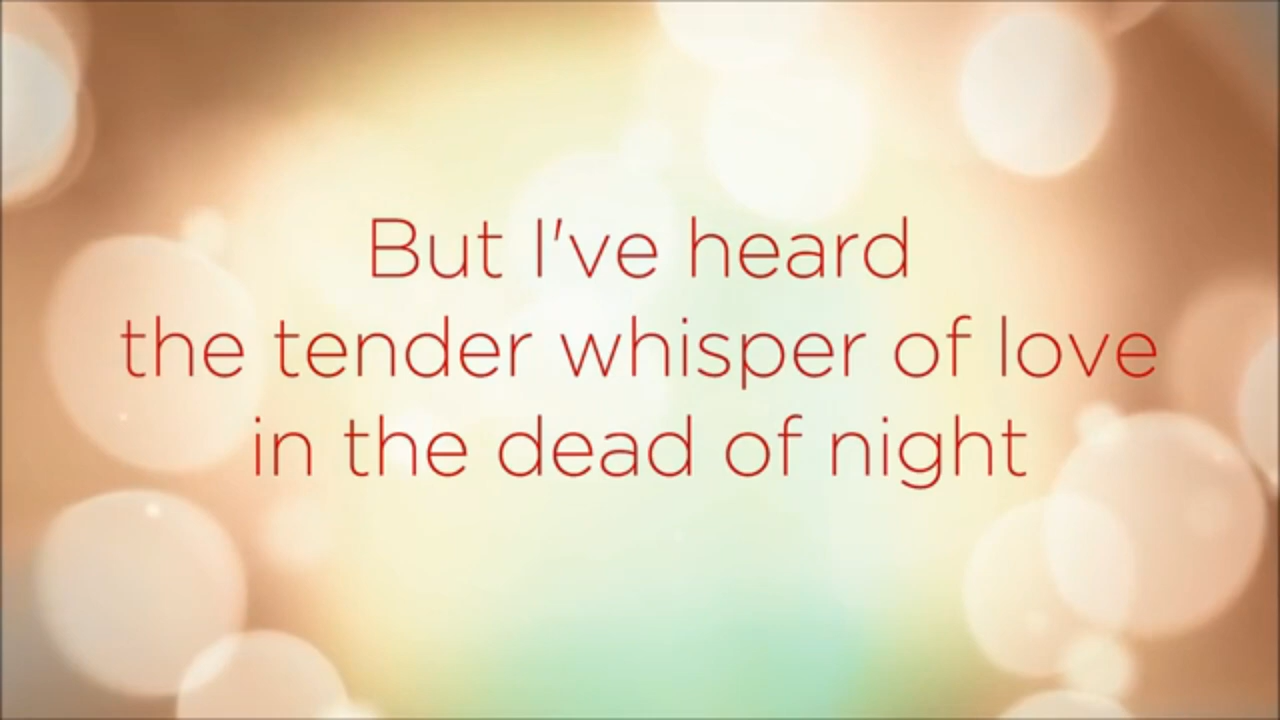 But I've heard
the tender whisper of love
in the dead of night